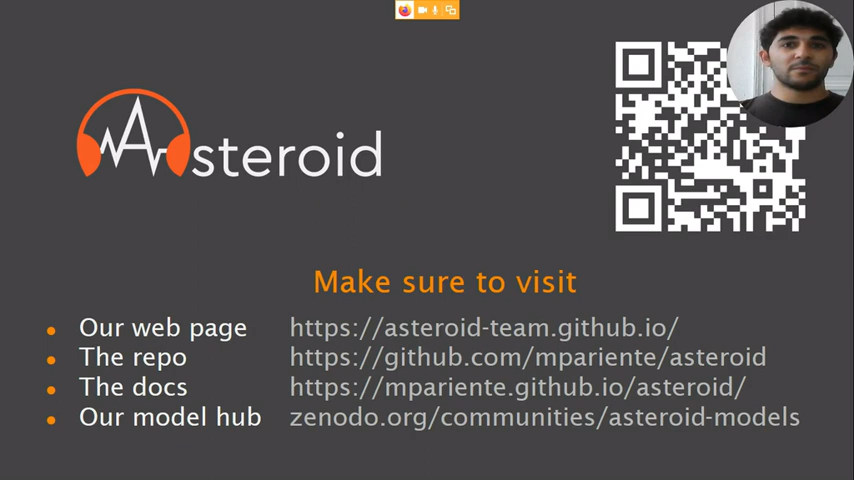 Asteroid
Make sure to visit
• Our web page https://asteroid-team.github.io/
• The repo https://github.com/mpariente/asteroid
• The docs https://mpariente.github.io/asteroid/
• Our model hub zenodo.org/communities/asteroid-models